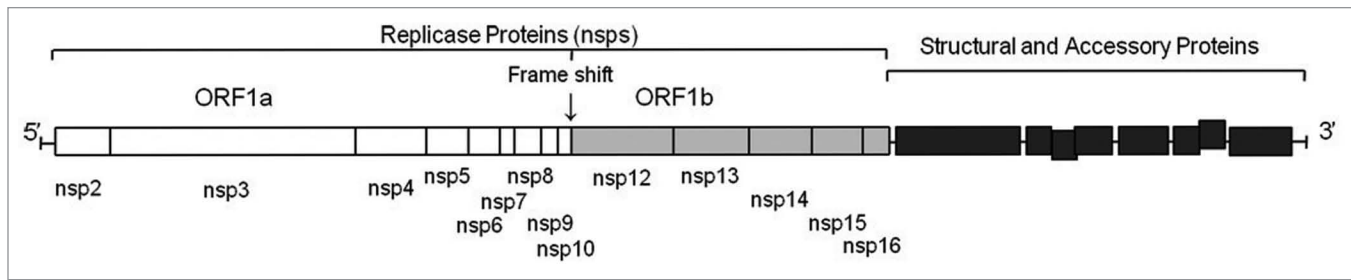 Replicase Proteins (nsps)
Structural and Accessory Proteins
Frame shift
ORF1a
ORF1b
5'
3'
nsp2
nsp3
nsp4
nsp5
nsp6
nsp7
nsp8
nsp9
nsp10
nsp12
nsp13
nsp14
nsp15
nsp16